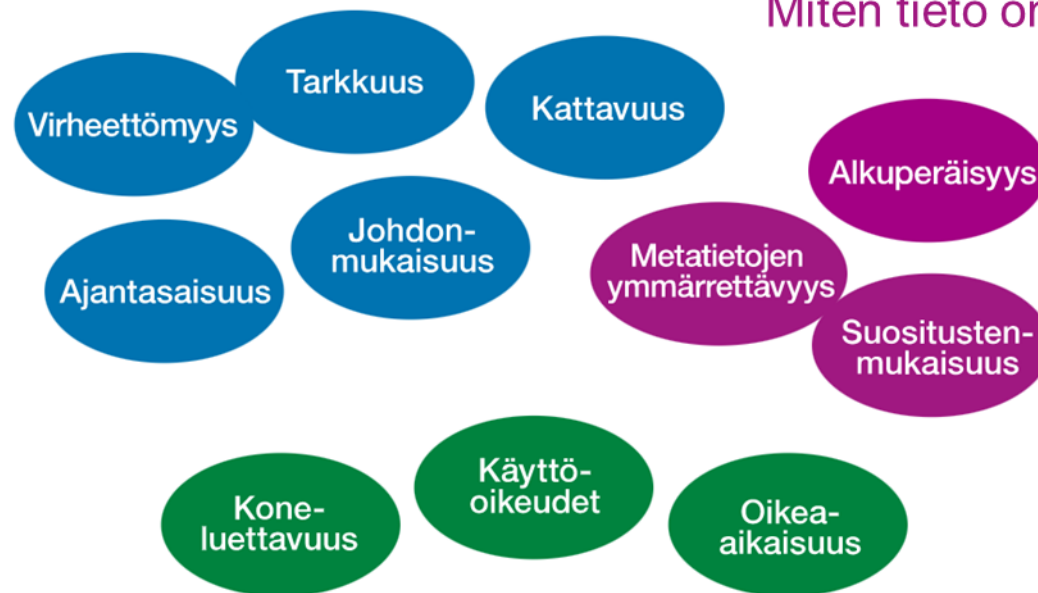 Miten tieto on
Tarkkuus
Kattavuus
Virheettömyys
Alkuperäisyys
Johdon-
mukaisuus
Metatietojen
ymmärrettävyys
Ajantasaisuus
Suositusten-
mukaisuus
Käyttö-
oikeudet
Kone-
luettavuus
Oikea-
aikaisuus